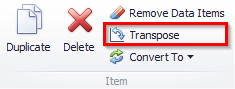 Duplicate
Delete
Remove Data Items
Transpose
Convert To
Item